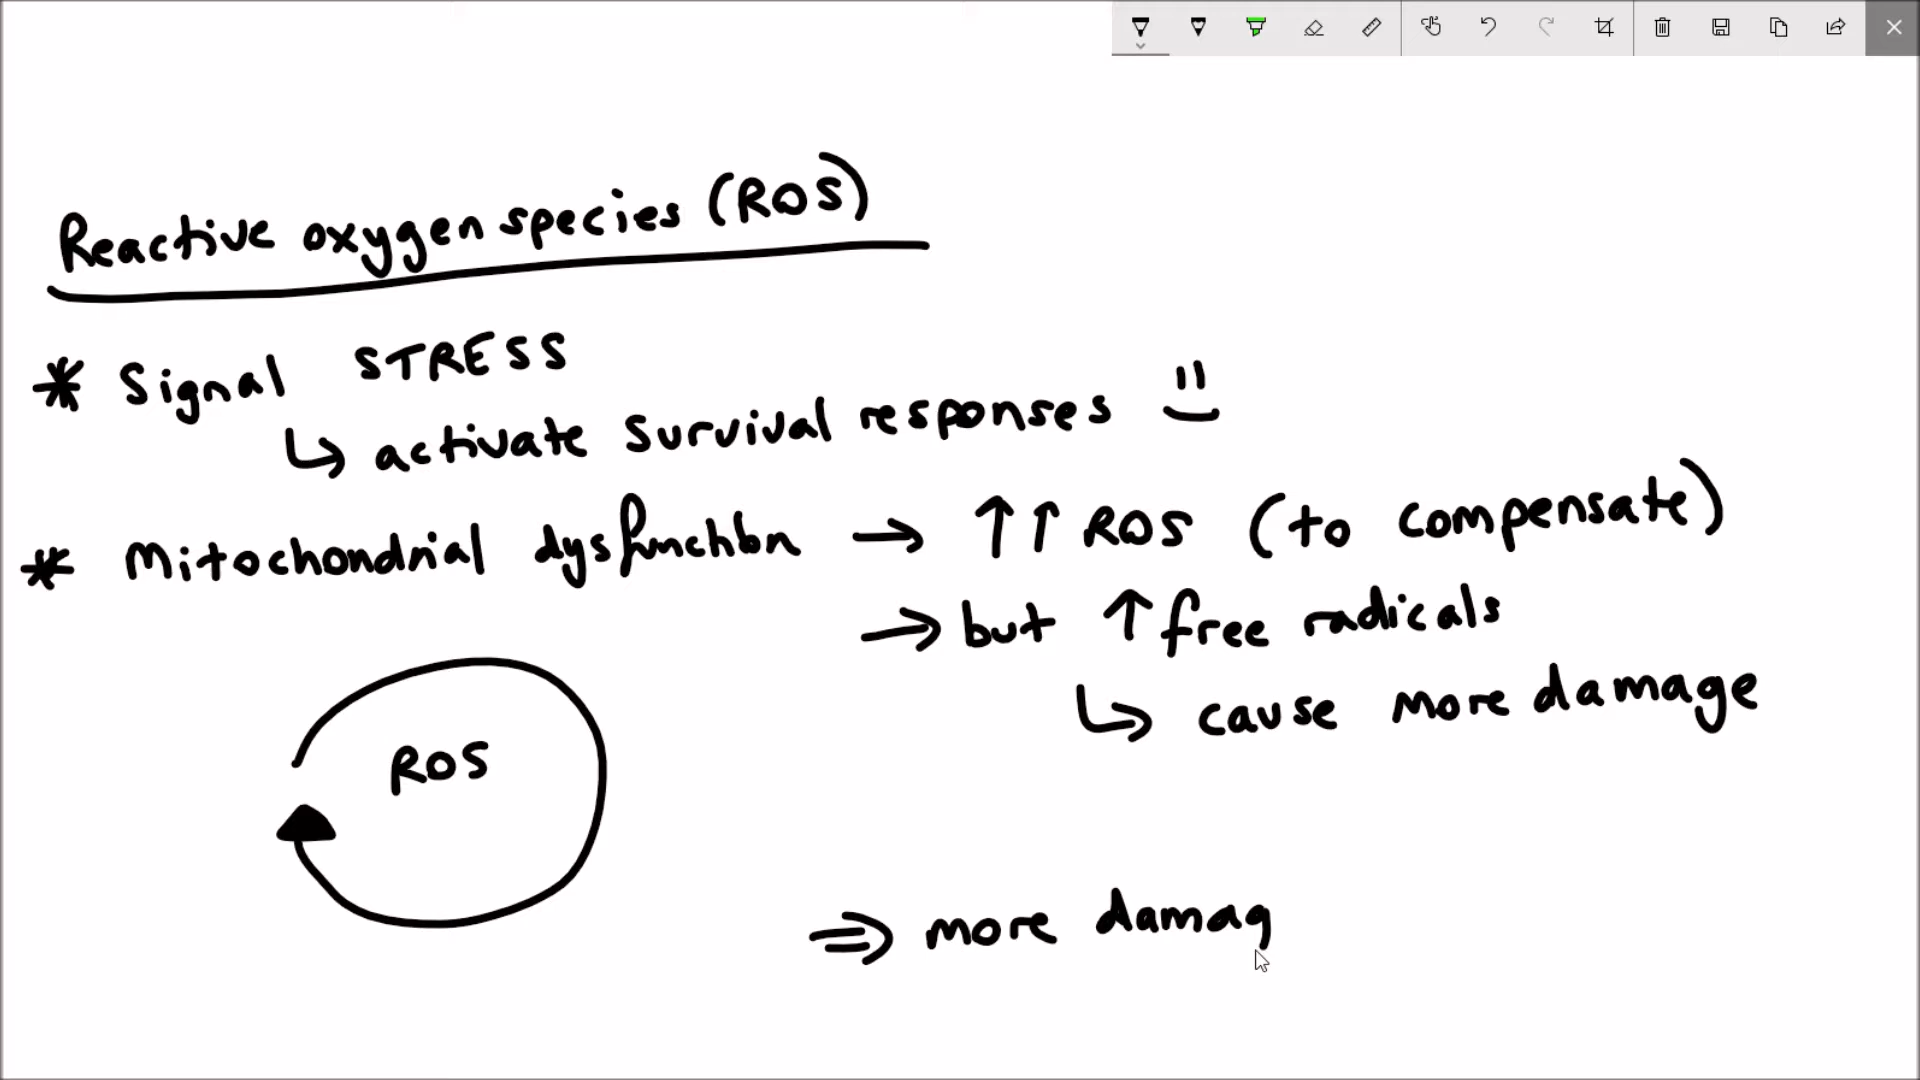 Reactive oxygen species (ROS)
* Signal STRESS
↳ activate survival responses
* Mitochondrial dysfunction → ↑↑ ROS (to compensate)
→ but ↑ free radicals
↳ cause more damage
ROS
⇒ more damag